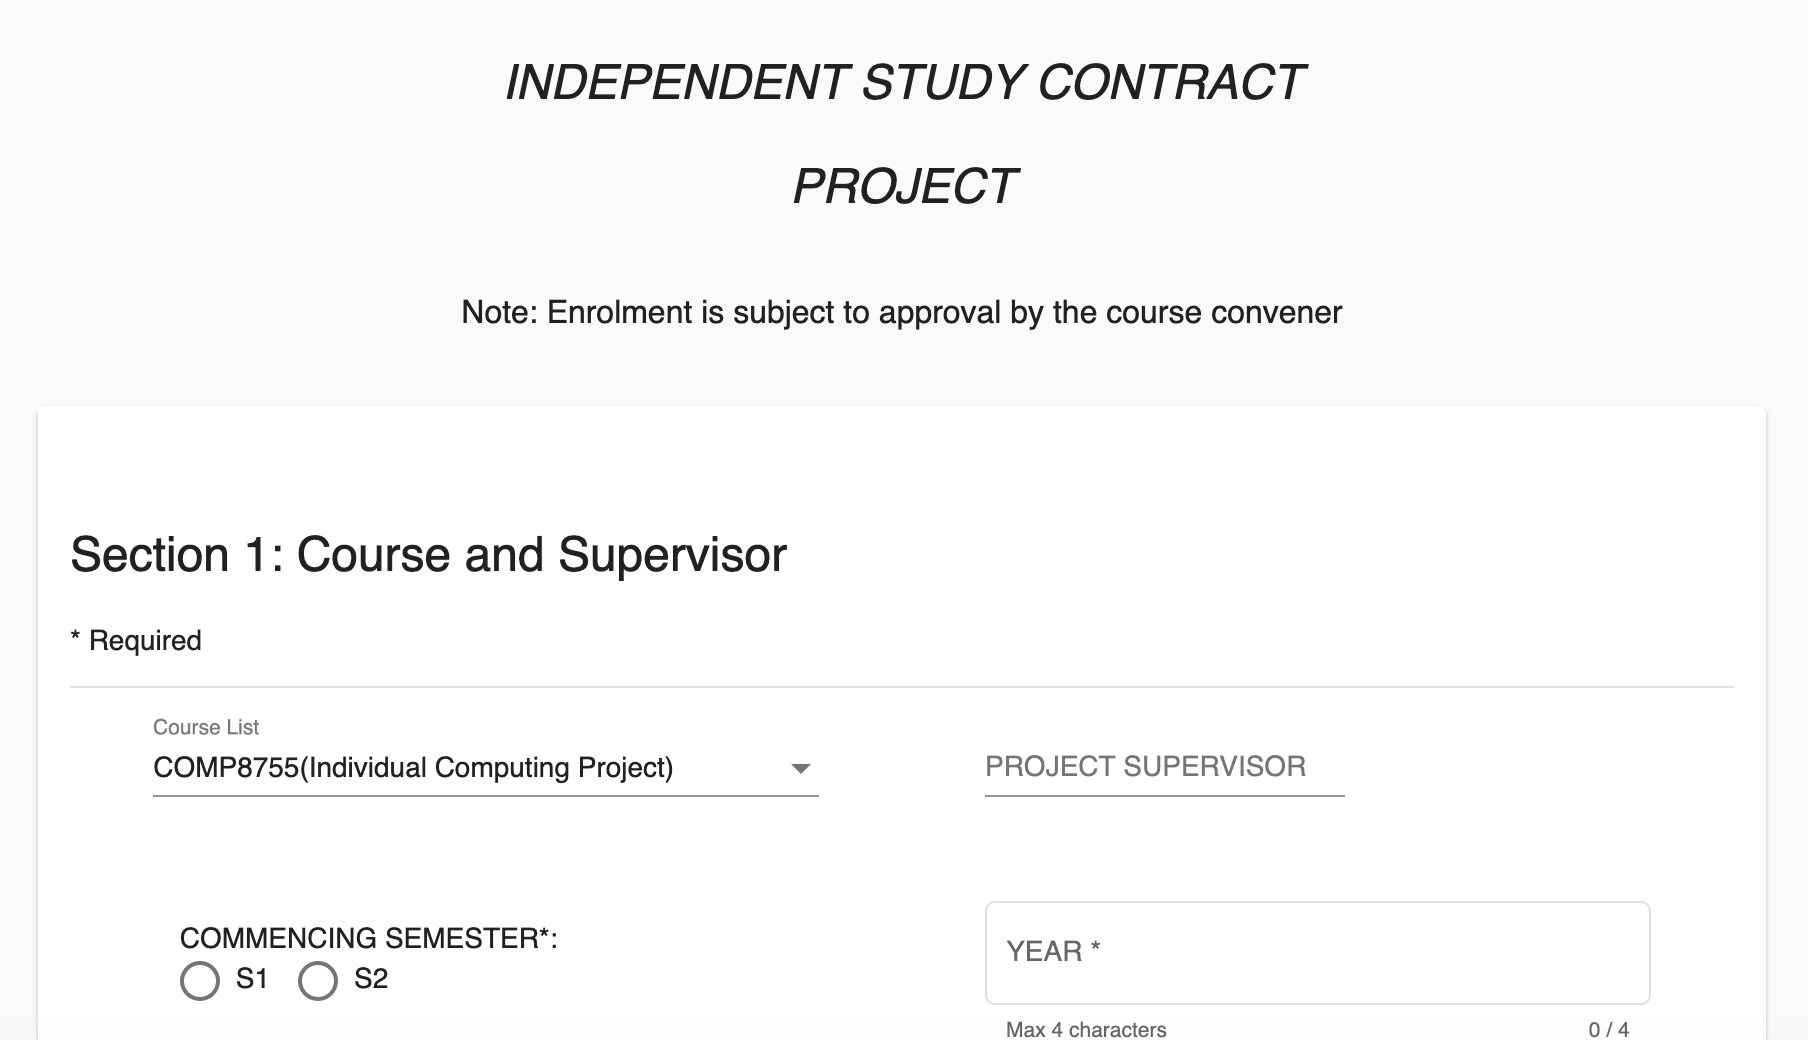 INDEPENDENT STUDY CONTRACT
PROJECT
Note: Enrolment is subject to approval by the course convener
Section 1: Course and Supervisor
* Required
Course List
COMP8755(Individual Computing Project)
PROJECT SUPERVISOR
COMMENCING SEMESTER*:
S1 S2
YEAR *
Max 4 characters
0 / 4